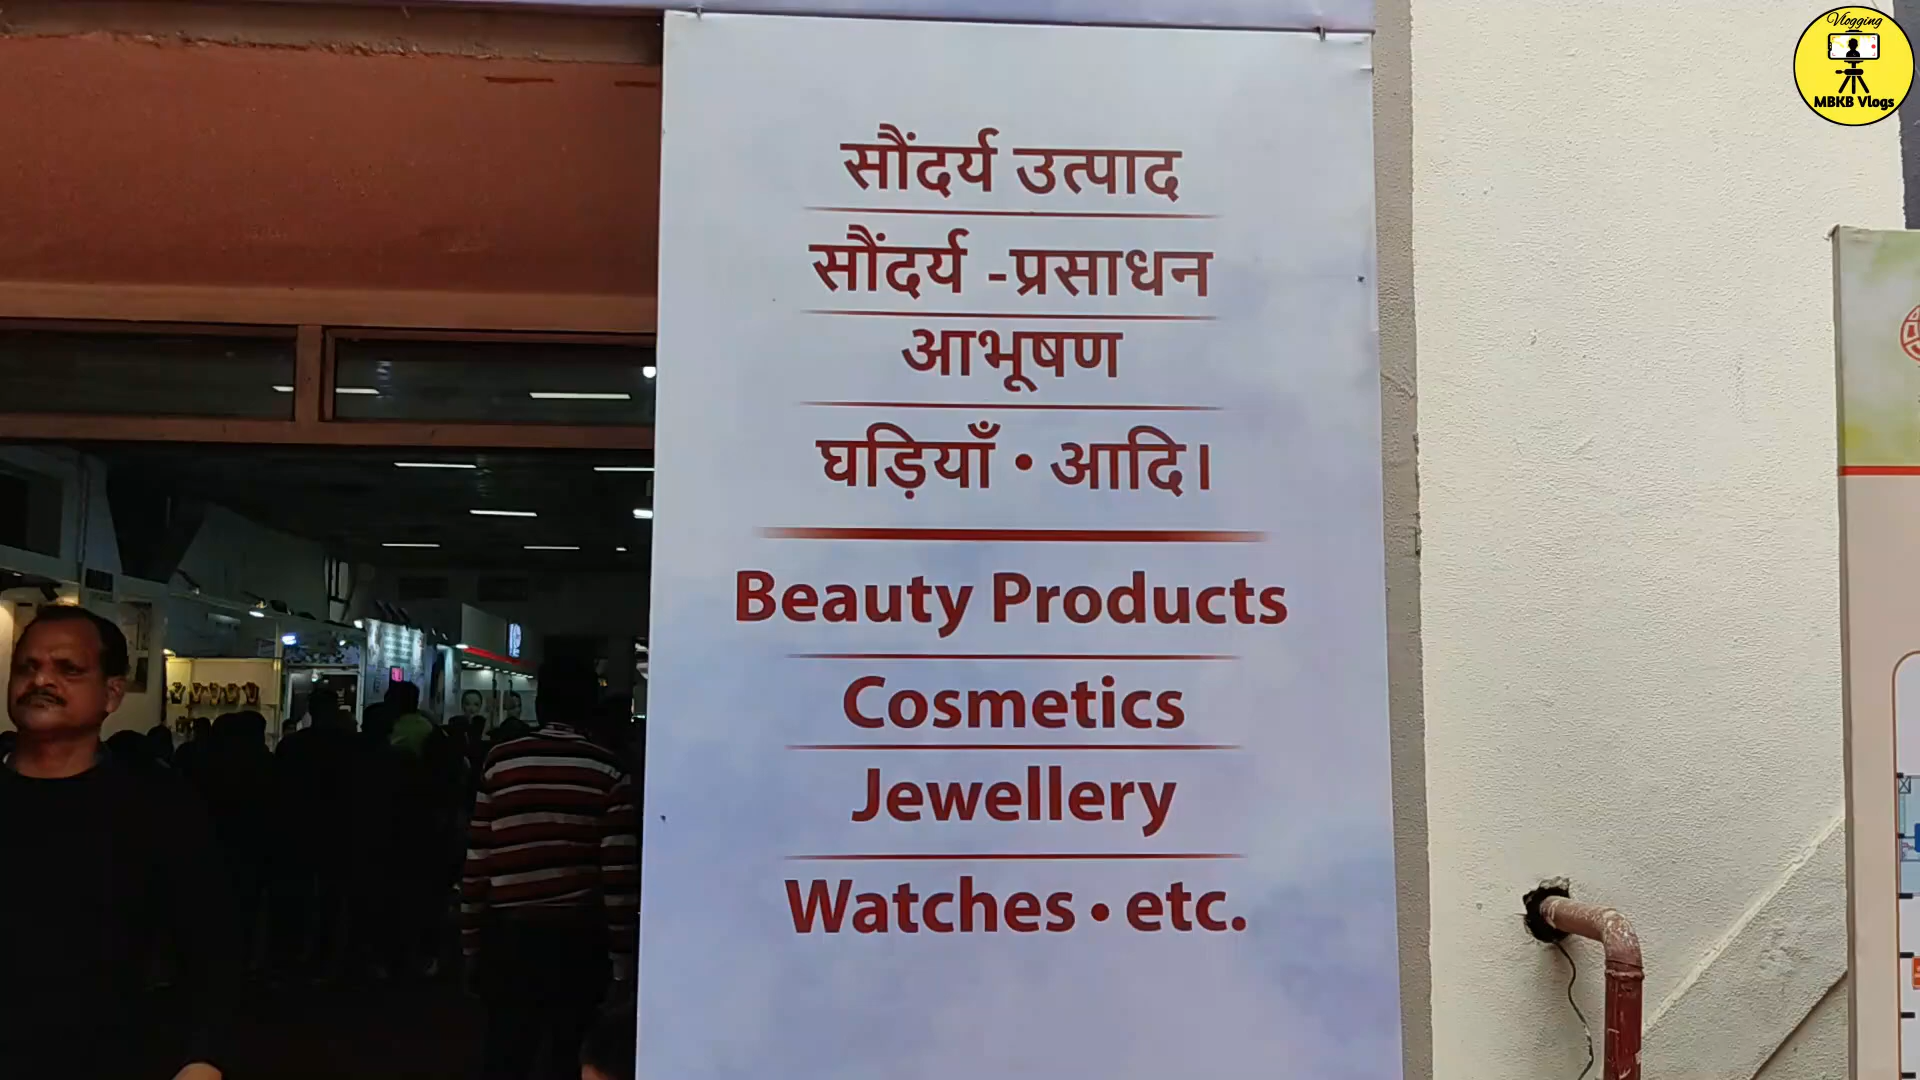 Vlogging
MBKB Vlogs
सौंदर्य उत्पाद
सौंदर्य -प्रसाधन
आभूषण
घड़ियाँ • आदि।
Beauty Products
Cosmetics
Jewellery
Watches • etc.